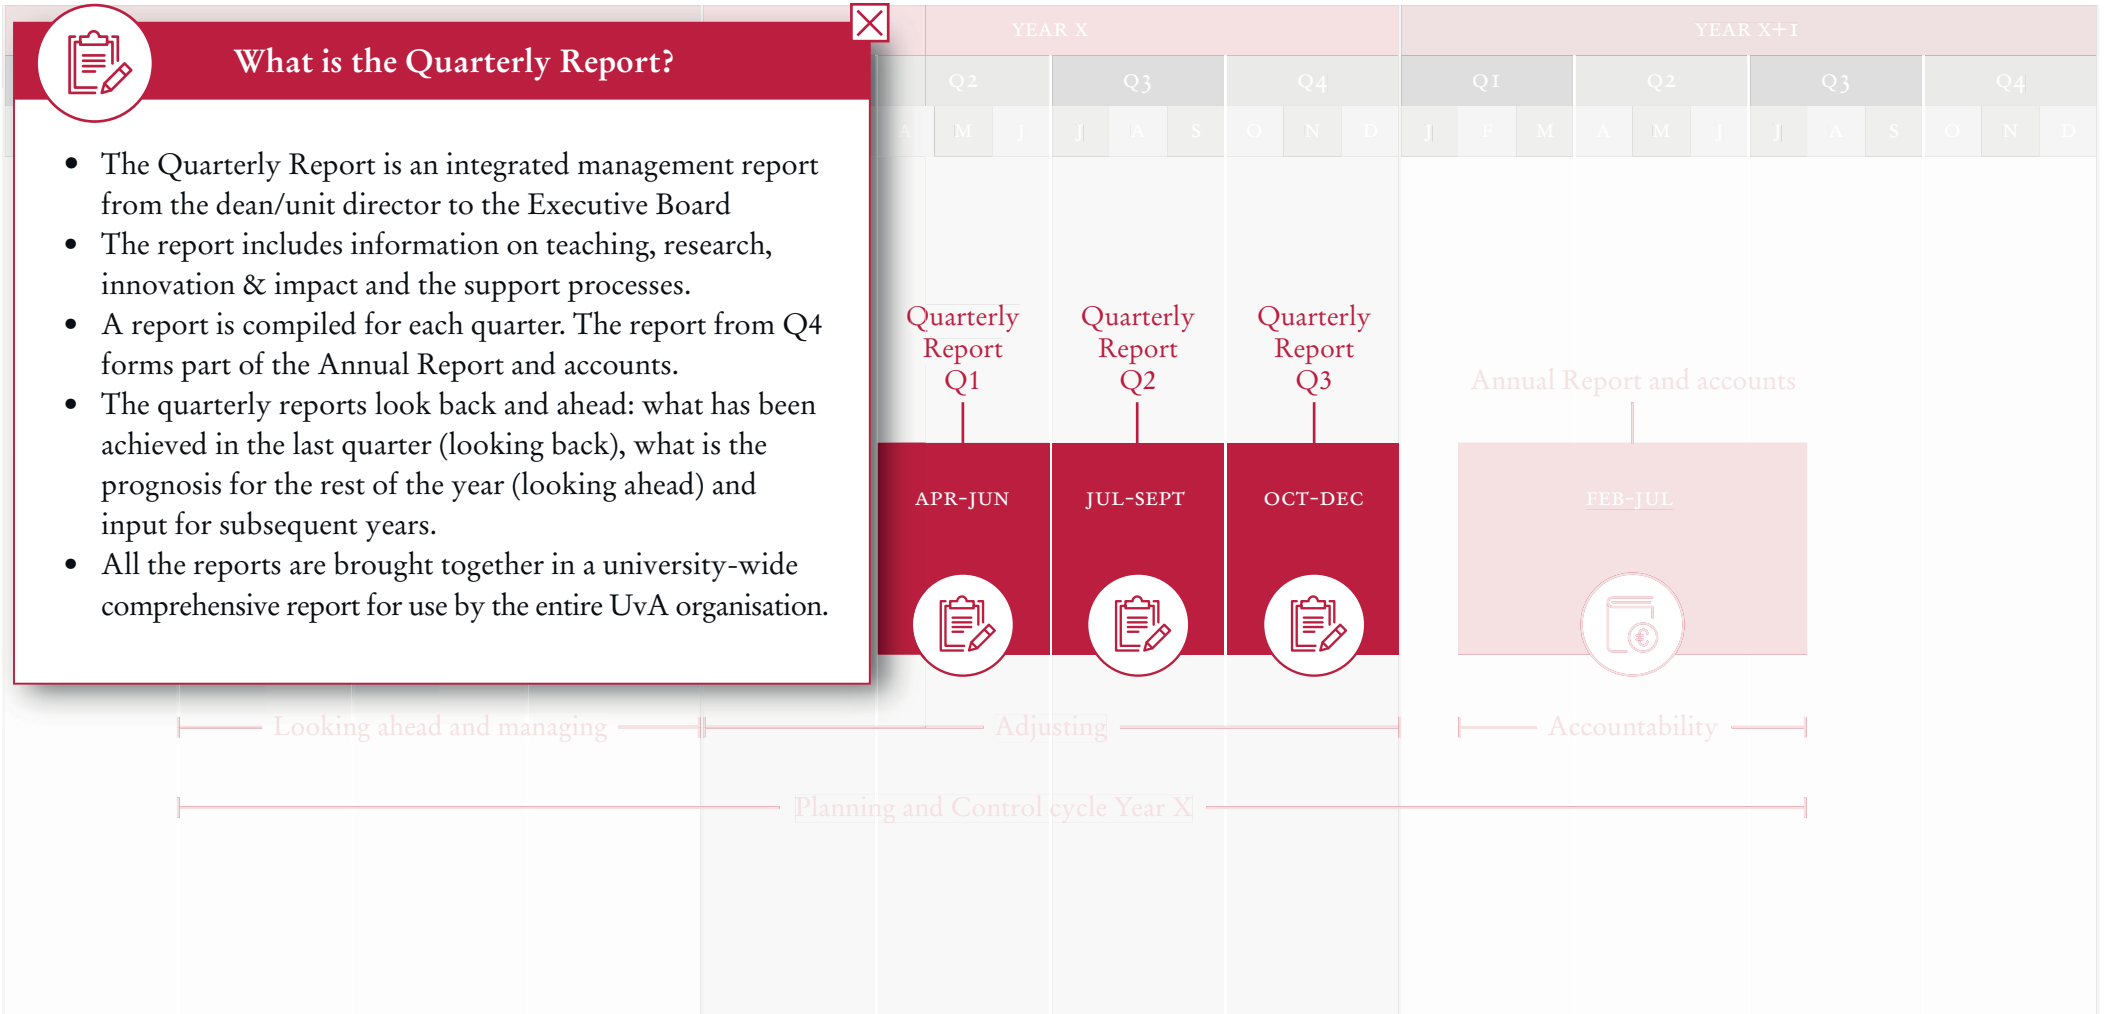 What is the Quarterly Report?
• The Quarterly Report is an integrated management report
from the dean/unit director to the Executive Board
• The report includes information on teaching, research,
innovation & impact and the support processes.
• A report is compiled for each quarter. The report from Q4
forms part of the Annual Report and accounts.
• The quarterly reports look back and ahead: what has been
achieved in the last quarter (looking back), what is the
prognosis for the rest of the year (looking ahead) and
input for subsequent years.
• All the reports are brought together in a university-wide
comprehensive report for use by the entire UvA organisation.
YEAR X
YEAR X+1
Q2 Q3 Q4 Q1 Q2 Q3 Q4
A M J J A S O N D J F M A M J J A S O N D
Quarterly
Report
Q1
Quarterly
Report
Q2
Quarterly
Report
Q3
Annual Report and accounts
APR-JUN
JUL-SEPT
OCT-DEC
FEB-JUL
Looking ahead and managing
Adjusting
Accountability
Planning and Control cycle Year X